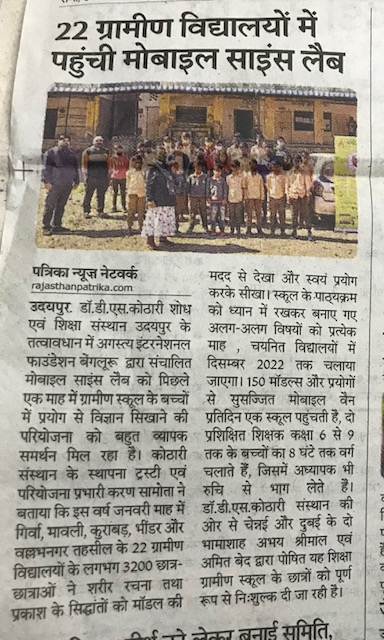 22 ग्रामीण विद्यालयों में
पहुंची मोबाइल साइंस लैब
पत्रिका न्यूज़ नेटवर्क
rajasthanpatrika.com
उदयपुर. डॉ.डी.एस.कोठारी शोध
एवं शिक्षा संस्थान उदयपुर के
तत्वावधान में अगस्त्य इंटरनेशनल
फाउंडेशन बेंगलूरू द्वारा संचालित
मोबाइल साइंस लैब को पिछले
एक माह में ग्रामीण स्कूल के बच्चों
में प्रयोग से विज्ञान सिखाने की
परियोजना को बहुत व्यापक
समर्थन मिल रहा है। कोठारी
संस्थान के स्थापना ट्रस्टी एवं
परियोजना प्रभारी करण सामोता ने
बताया कि इस वर्ष जनवरी माह में
गिर्वा, मावली, कुराबड़, भींडर और
वल्लभनगर तहसील के 22 ग्रामीण
विद्यालयों के लगभग 3200 छात्र-
छात्राओं ने शरीर रचना तथा
प्रकाश के सिद्धांतों को मॉडल की
मदद से देखा और स्वयं प्रयोग
करके सीखा। स्कूल के पाठ्यक्रम
को ध्यान में रखकर बनाए गए
अलग-अलग विषयों को प्रत्येक
माह , चयनित विद्यालयों में
दिसम्बर 2022 तक चलाया
जाएगा। 150 मॉडल्स और प्रयोगों
से सुसज्जित मोबाइल वैन
प्रतिदिन एक स्कूल पहुंचती है, दो
प्रशिक्षित शिक्षक कक्षा 6 से 9
तक के बच्चों का 8 घंटे तक वर्ग
चलाते हैं, जिसमें अध्यापक भी
रुचि से भाग लेते हैं।
डॉ.डी.एस.कोठारी संस्थान की
ओर से चेन्नई और दुबई के दो
भामाशाह अभय श्रीमाल एवं
अमित बेद द्वारा पोषित यह शिक्षा
ग्रामीण स्कूल के छात्रों को पूर्ण
रूप से निःशुल्क दी जा रही है।
लेकर बनाई समिति,